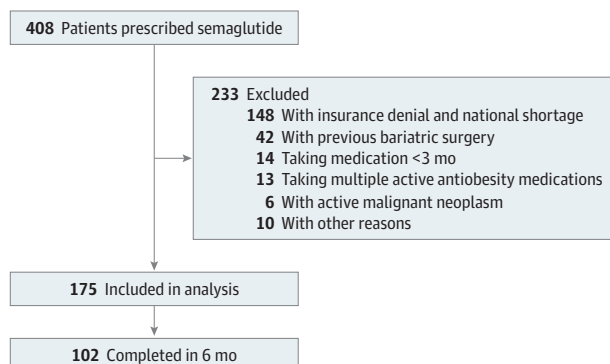 408 Patients prescribed semaglutide
233 Excluded
148 With insurance denial and national shortage
42 With previous bariatric surgery
14 Taking medication <3 mo
13 Taking multiple active antiobesity medications
6 With active malignant neoplasm
10 With other reasons
175 Included in analysis
102 Completed in 6 mo